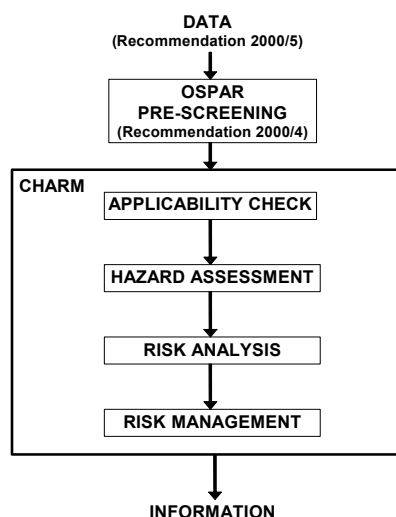 DATA
(Recommendation 2000/5)
OSPAR
PRE-SCREENING
(Recommendation 2000/4)
CHARM
APPLICABILITY CHECK
HAZARD ASSESSMENT
RISK ANALYSIS
RISK MANAGEMENT
INFORMATION